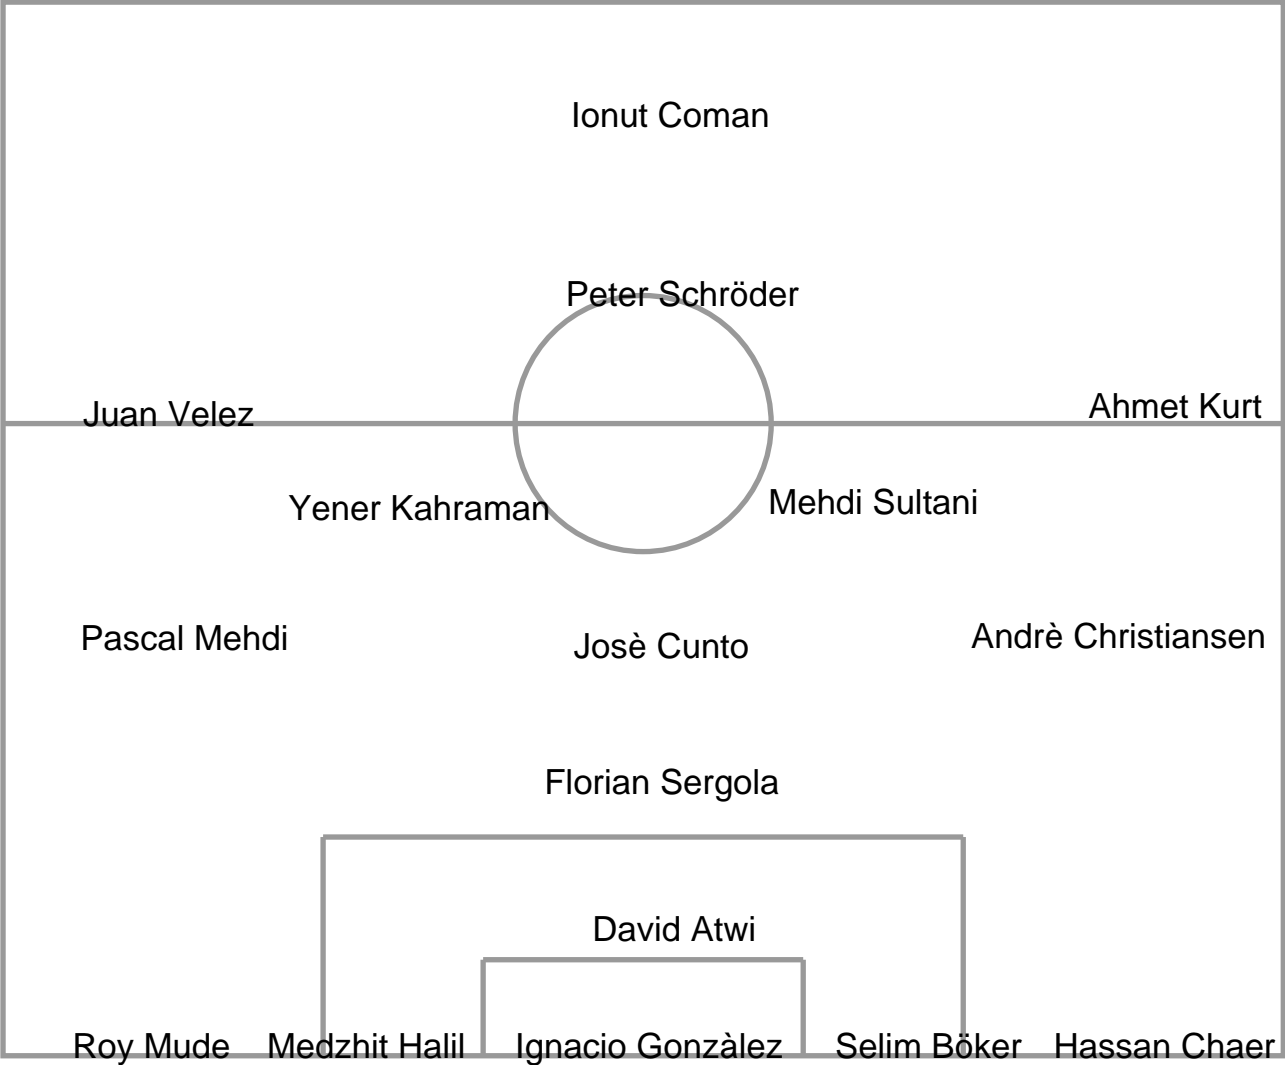 Ionut Coman
Peter Schröder
Juan Velez
Ahmet Kurt
Yener Kahraman
Mehdi Sultani
Pascal Mehdi
Josè Cunto
Andrè Christiansen
Florian Sergola
David Atwi
Roy Mude
Medzhit Halil
Ignacio Gonzàlez
Selim Böker
Hassan Chaer